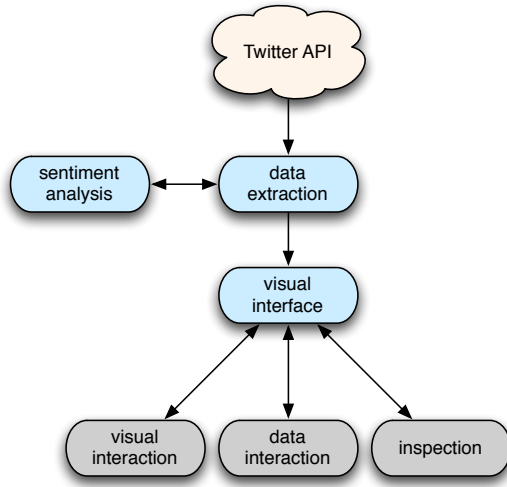 Twitter API
sentiment
analysis
data
extraction
visual
interface
visual
interaction
data
interaction
inspection